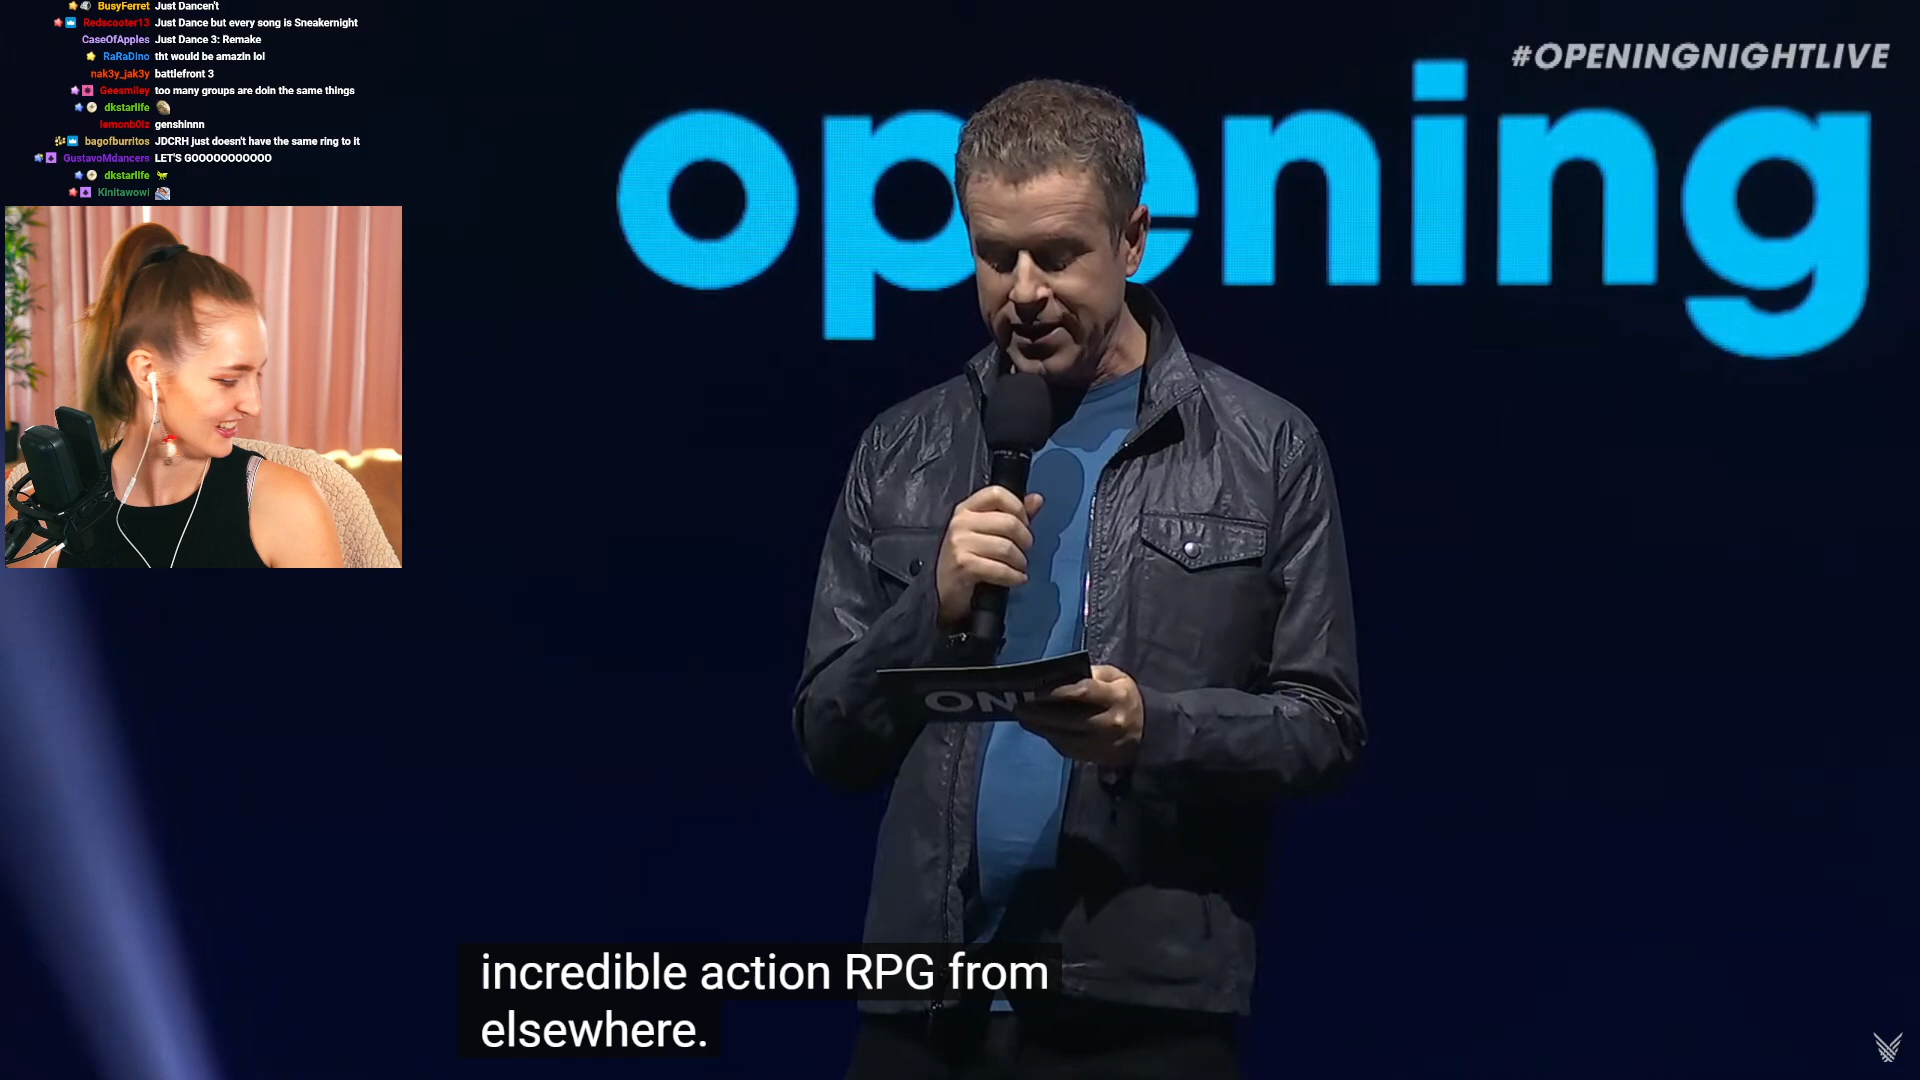 BusyFerret Just Dancen't
Redscooter13 Just Dance but every song is Sneakernight
CaseOfApples Just Dance 3: Remake
RaRaDino tht would be amazin lol
nak3y_jak3y battlefront 3
Geesmiley too many groups are doin the same things
dkstarlife
lemonb0iz genshinnn
bagofburritos JDCRH just doesn't have the same ring to it
GustavoMdancers LET'S GOOOOOOOOOOO
dkstarlife
Kinitawowi
#OPENINGNIGHTLIVE
opening
ONL
incredible action RPG from
elsewhere.